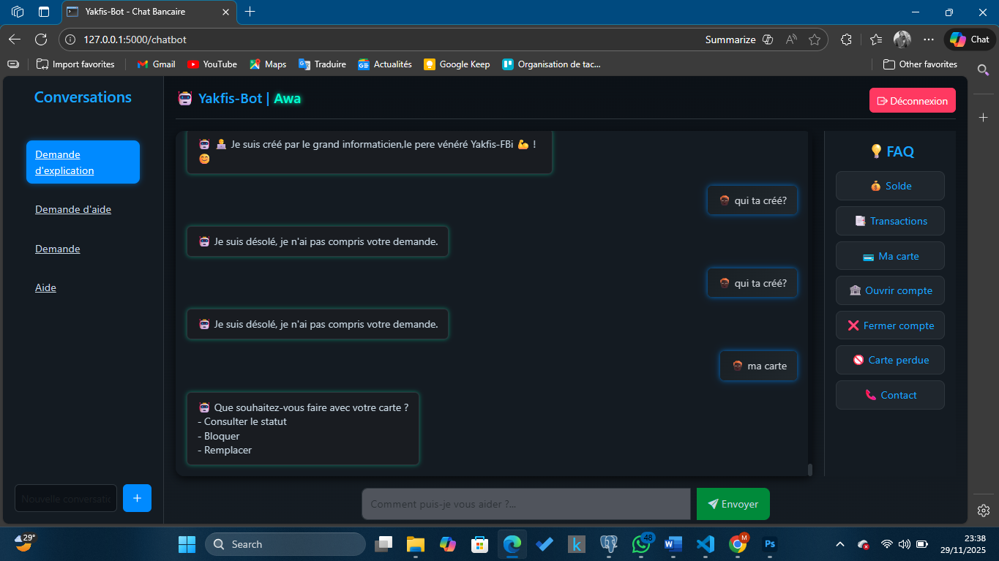 Yakfis-Bot - Chat Bancaire
127.0.0.1:5000/chatbot
Summarize
Chat
Import favorites
Gmail
YouTube
Maps
Traduire
Actualités
Google Keep
Organisation de tac...
Other favorites
Conversations
Demande
d'explication
Demande d'aide
Demande
Aide
Nouvelle conversatic
+
Yakfis-Bot | Awa
Déconnexion
Je suis créé par le grand informaticien,le pere vénéré Yakfis-FBi 💪 !
qui ta créé?
Je suis désolé, je n'ai pas compris votre demande.
qui ta créé?
Je suis désolé, je n'ai pas compris votre demande.
ma carte
Que souhaitez-vous faire avec votre carte ?
- Consulter le statut
- Bloquer
- Remplacer
Comment puis-je vous aider ?...
Envoyer
FAQ
Solde
Transactions
Ma carte
Ouvrir compte
Fermer compte
Carte perdue
Contact
29°
Search
48
M
Ps
23:38
29/11/2025